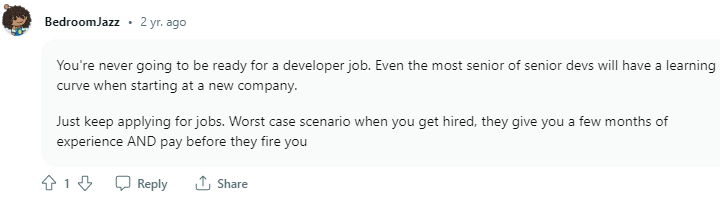 BedroomJazz • 2 yr. ago
You're never going to be ready for a developer job. Even the most senior of senior devs will have a learning
curve when starting at a new company.
Just keep applying for jobs. Worst case scenario when you get hired, they give you a few months of
experience AND pay before they fire you
1 Reply Share